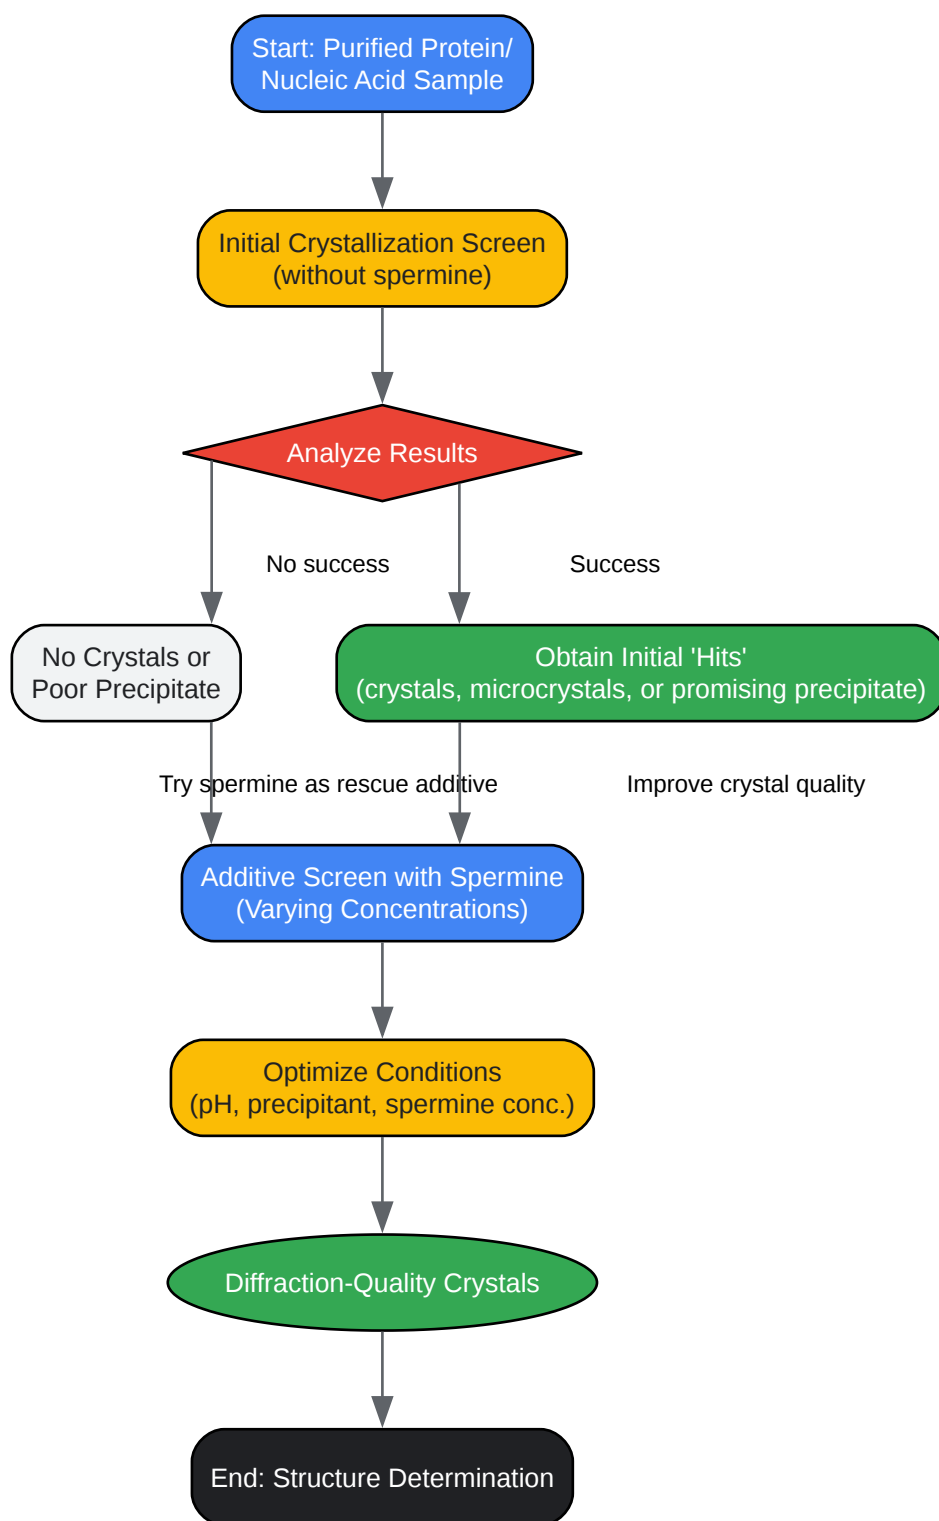 Start: Purified Protein/
Nucleic Acid Sample
Initial Crystallization Screen
(without spermine)
Analyze Results
No success
Success
No Crystals or
Poor Precipitate
Obtain Initial 'Hits'
(crystals, microcrystals, or promising precipitate)
Try spermine as rescue additive
Improve crystal quality
Additive Screen with Spermine
(Varying Concentrations)
Optimize Conditions
(pH, precipitant, spermine conc.)
Diffraction-Quality Crystals
End: Structure Determination